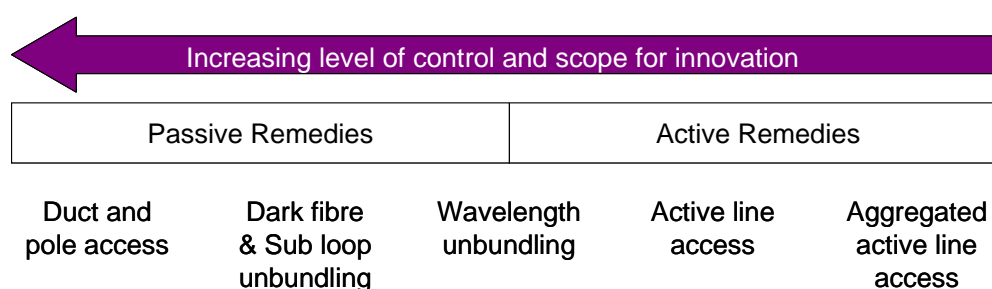 Increasing level of control and scope for innovation
Passive Remedies
Active Remedies
Duct and
pole access
Dark fibre
& Sub loop
unbundling
Wavelength
unbundling
Active line
access
Aggregated
active line
access